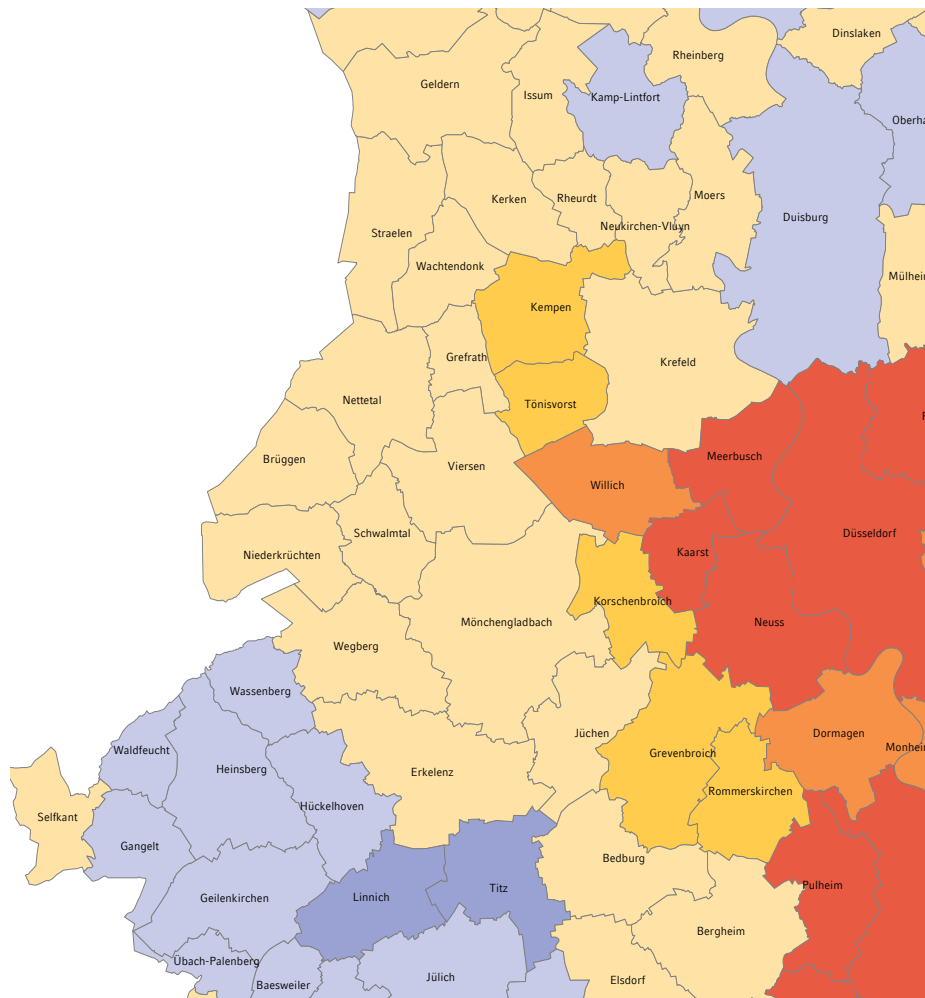 Dinslaken
Rheinberg
Geldern
Issum
Kamp-Lintfort
Oberha
Moers
Kerken
Rheurdt
Duisburg
Neukirchen-Vluyn
Straelen
Wachtendonk
Mülhein
Kempen
Grefrath
Krefeld
Nettetal
Tönisvorst
Meerbusch
Brüggen
Viersen
Willich
Schwalmtal
Düsseldorf
Niederkrüchten
Kaarst
Korschenbroich
Mönchengladbach
Neuss
Wegberg
Wassenberg
Jüchen
Dormagen
Waldfeucht
Monhein
Grevenbroich
Heinsberg
Erkelenz
Rommerskirchen
Hückelhoven
Selfkant
Gangelt
Bedburg
Pulheim
Titz
Linnich
Geilenkirchen
Bergheim
Übach-Palenberg
Jülich
Elsdorf
Baesweiler